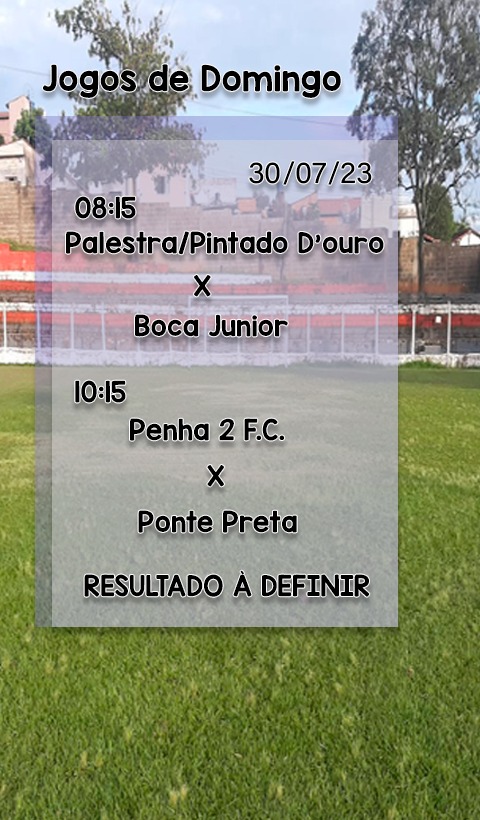 Jogos de Domingo
30/07/23
08:15
Palestra/Pintado D'ouro
X
Boca Junior
10:15
Penha 2 F.C.
X
Ponte Preta
RESULTADO À DEFINIR